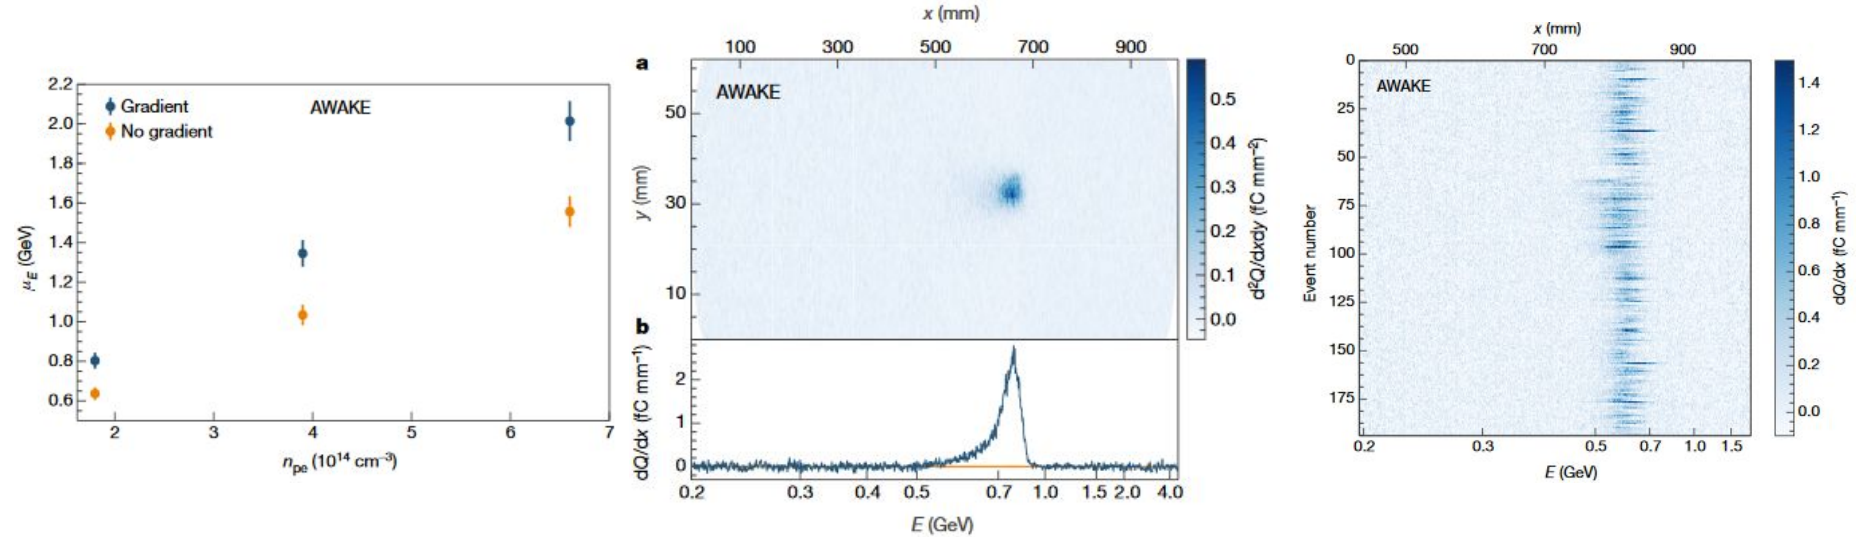 2.2
2.0
1.8
1.6
1.4
1.2
1.0
0.8
0.6
μE (GeV)
Gradient
No gradient
AWAKE
2 3 4 5 6 7
npe (10^14 cm^−3)
x (mm)
100 300 500 700 900
a
AWAKE
50
30
10
y (mm)
0.5
0.4
0.3
0.2
0.1
0.0
d²Q/dxdy (fC mm^−2)
b
2
1
0
dQ/dx (fC mm^−1)
0.2 0.3 0.4 0.5 0.7 1.0 1.5 2.0 4.0
E (GeV)
x (mm)
500 700 900
AWAKE
0
25
50
75
100
125
150
175
Event number
0.2 0.3 0.5 0.7 1.0 1.5
E (GeV)
1.4
1.2
1.0
0.8
0.6
0.4
0.2
0.0
dQ/dx (fC mm^−1)